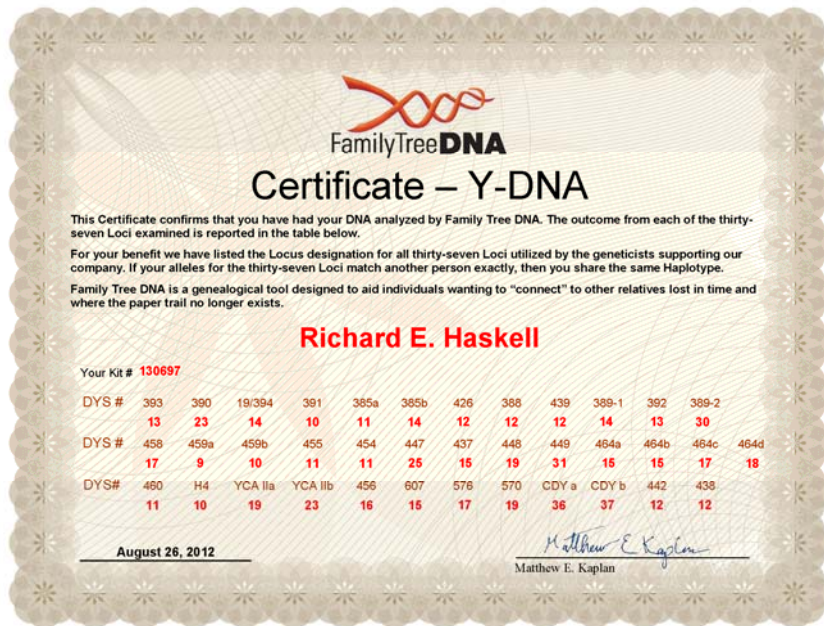 FamilyTreeDNA
Certificate – Y-DNA
This Certificate confirms that you have had your DNA analyzed by Family Tree DNA. The outcome from each of the thirty-
seven Loci examined is reported in the table below.
For your benefit we have listed the Locus designation for all thirty-seven Loci utilized by the geneticists supporting our
company. If your alleles for the thirty-seven Loci match another person exactly, then you share the same Haplotype.
Family Tree DNA is a genealogical tool designed to aid individuals wanting to “connect” to other relatives lost in time and
where the paper trail no longer exists.
Richard E. Haskell
Your Kit # 130697
DYS # 393 390 19/394 391 385a 385b 426 388 439 389-1 392 389-2
13 23 14 10 11 14 12 12 12 14 13 30
DYS # 458 459a 459b 455 454 447 437 448 449 464a 464b 464c 464d
17 9 10 11 11 25 15 19 31 15 15 17 18
DYS# 460 H4 YCA IIa YCA IIb 456 607 576 570 CDY a CDY b 442 438
11 10 19 23 16 15 17 19 36 37 12 12
Matthew E Kaplan
August 26, 2012
Matthew E. Kaplan